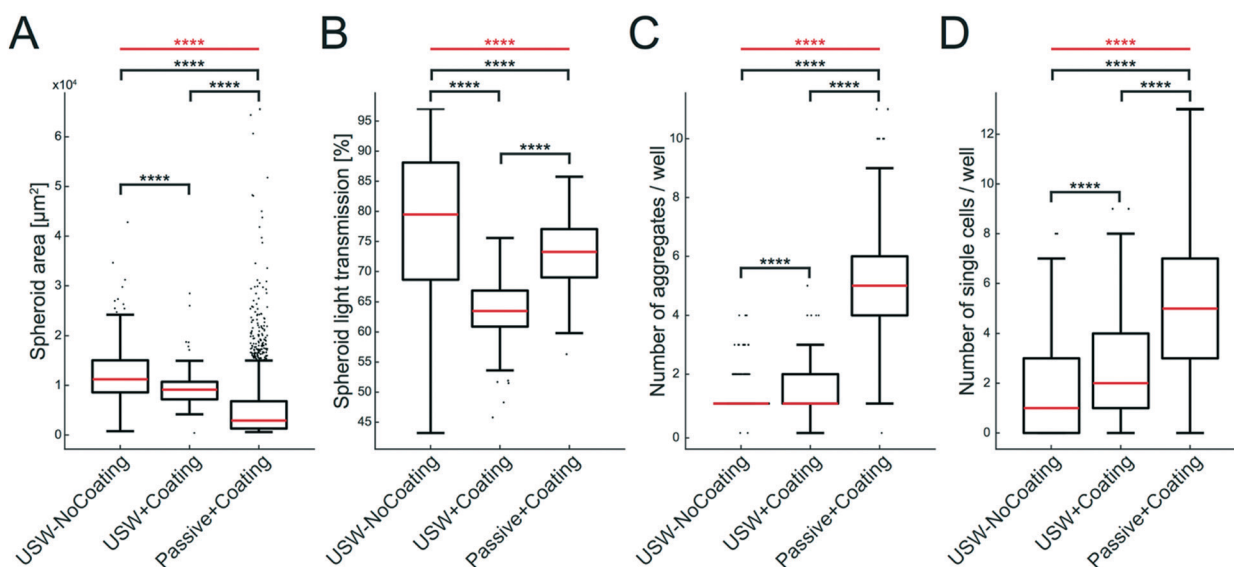 A
****
****
****
x10⁴
6
5
4
3
2
1
0
Spheroid area [µm²]
****
USW-NoCoating
USW+Coating
Passive+Coating
B
****
****
****
****
95
90
85
80
75
70
65
60
55
50
45
Spheroid light transmission [%]
USW-NoCoating
USW+Coating
Passive+Coating
C
****
****
****
****
10
8
6
4
2
0
Number of aggregates / well
USW-NoCoating
USW+Coating
Passive+Coating
D
****
****
****
****
12
10
8
6
4
2
0
Number of single cells / well
USW-NoCoating
USW+Coating
Passive+Coating